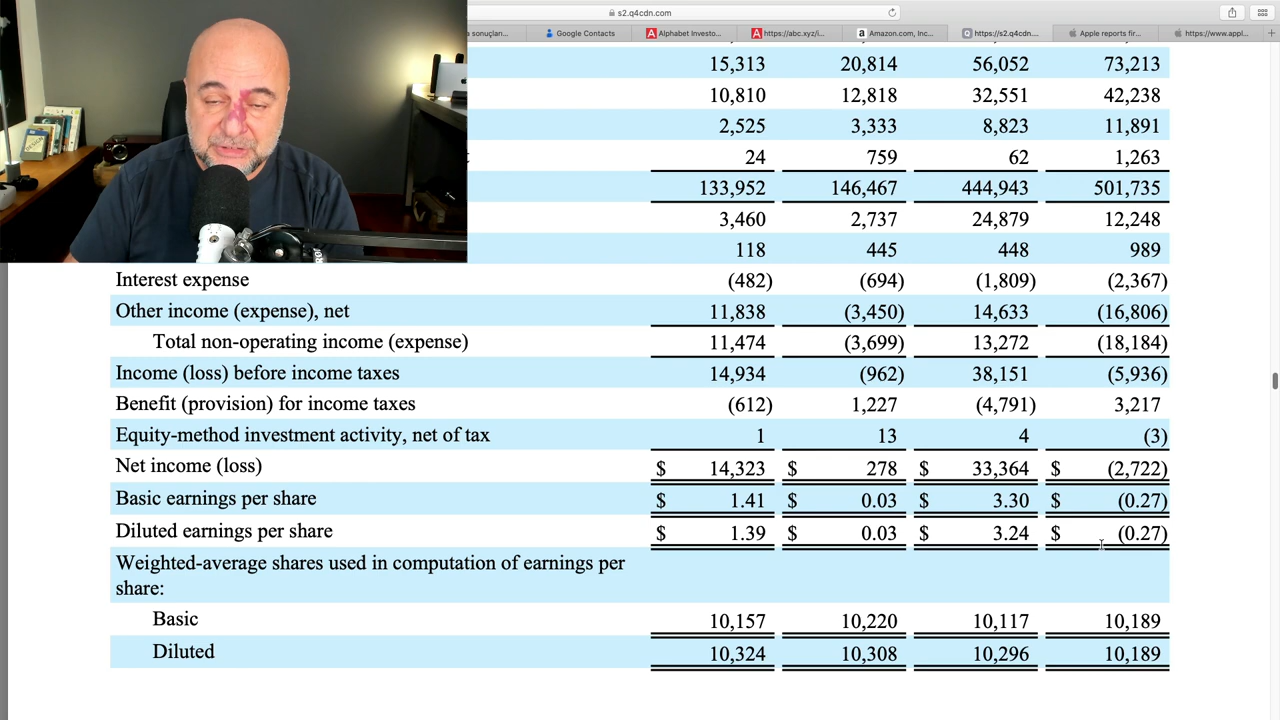 s2.q4cdn.com
a sonuçlan... Google Contacts Alphabet Investo... https://abc.xyz/i... Amazon.com, Inc... https://s2.q4cdn.... Apple reports fir... https://www.appl...
15,313 20,814 56,052 73,213
10,810 12,818 32,551 42,238
2,525 3,333 8,823 11,891
24 759 62 1,263
133,952 146,467 444,943 501,735
3,460 2,737 24,879 12,248
118 445 448 989
Interest expense (482) (694) (1,809) (2,367)
Other income (expense), net 11,838 (3,450) 14,633 (16,806)
Total non-operating income (expense) 11,474 (3,699) 13,272 (18,184)
Income (loss) before income taxes 14,934 (962) 38,151 (5,936)
Benefit (provision) for income taxes (612) 1,227 (4,791) 3,217
Equity-method investment activity, net of tax 1 13 4 (3)
Net income (loss) $ 14,323 $ 278 $ 33,364 $ (2,722)
Basic earnings per share $ 1.41 $ 0.03 $ 3.30 $ (0.27)
Diluted earnings per share $ 1.39 $ 0.03 $ 3.24 $ (0.27)
Weighted-average shares used in computation of earnings per
share:
Basic 10,157 10,220 10,117 10,189
Diluted 10,324 10,308 10,296 10,189